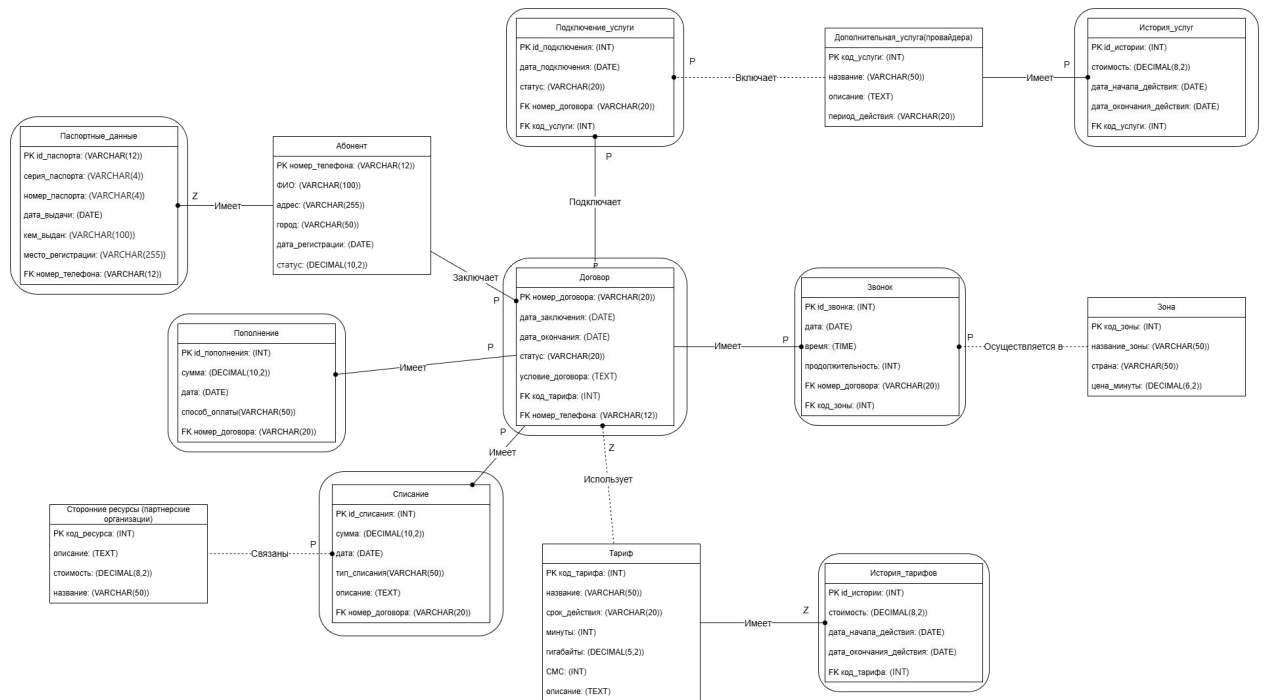 Подключение_услуги
PK id_подключения: (INT)
дата_подключения: (DATE)
статус: (VARCHAR(20))
FK номер_договора: (VARCHAR(20))
FK код_услуги: (INT)
P
Включает
Дополнительная_услуга(провайдера)
PK код_услуги: (INT)
название: (VARCHAR(50))
описание: (TEXT)
период_действия: (VARCHAR(20))
P
Имеет
История_услуг
PK id_истории: (INT)
стоимость: (DECIMAL(8,2))
дата_начала_действия: (DATE)
дата_окончания_действия: (DATE)
FK код_услуги: (INT)
Паспортные_данные
PK id_паспорта: (VARCHAR(12))
серия_паспорта: (VARCHAR(4))
номер_паспорта: (VARCHAR(4))
дата_выдачи: (DATE)
кем_выдан: (VARCHAR(100))
место_регистрации: (VARCHAR(255))
FK номер_телефона: (VARCHAR(12))
Z
Имеет
Абонент
PK номер_телефона: (VARCHAR(12))
ФИО: (VARCHAR(100))
адрес: (VARCHAR(255))
город: (VARCHAR(50))
дата_регистрации: (DATE)
статус: (DECIMAL(10,2))
P
Подключает
P
Заключает
P
Договор
PK номер_договора: (VARCHAR(20))
дата_заключения: (DATE)
дата_окончания: (DATE)
статус: (VARCHAR(20))
условие_договора: (TEXT)
FK код_тарифа: (INT)
FK номер_телефона: (VARCHAR(12))
Имеет
P
Звонок
PK id_звонка: (INT)
дата: (DATE)
время: (TIME)
продолжительность: (INT)
FK номер_договора: (VARCHAR(20))
FK код_зоны: (INT)
P
Осуществляется в
Зона
PK код_зоны: (INT)
название_зоны: (VARCHAR(50))
страна: (VARCHAR(50))
цена_минуты: (DECIMAL(6,2))
Пополнение
PK id_пополнения: (INT)
сумма: (DECIMAL(10,2))
дата: (DATE)
способ_оплаты(VARCHAR(50))
FK номер_договора: (VARCHAR(20))
P
Имеет
P
Имеет
Z
Использует
Сторонние ресурсы (партнерские
организации)
PK код_ресурса: (INT)
описание: (TEXT)
стоимость: (DECIMAL(8,2))
название: (VARCHAR(50))
P
Связаны
Списание
PK id_списания: (INT)
сумма: (DECIMAL(10,2))
дата: (DATE)
тип_списания(VARCHAR(50))
описание: (TEXT)
FK номер_договора: (VARCHAR(20))
Тариф
PK код_тарифа: (INT)
название: (VARCHAR(50))
срок_действия: (VARCHAR(20))
минуты: (INT)
гигабайты: (DECIMAL(5,2))
СМС: (INT)
описание: (TEXT)
Z
Имеет
История_тарифов
PK id_истории: (INT)
стоимость: (DECIMAL(8,2))
дата_начала_действия: (DATE)
дата_окончания_действия: (DATE)
FK код_тарифа: (INT)